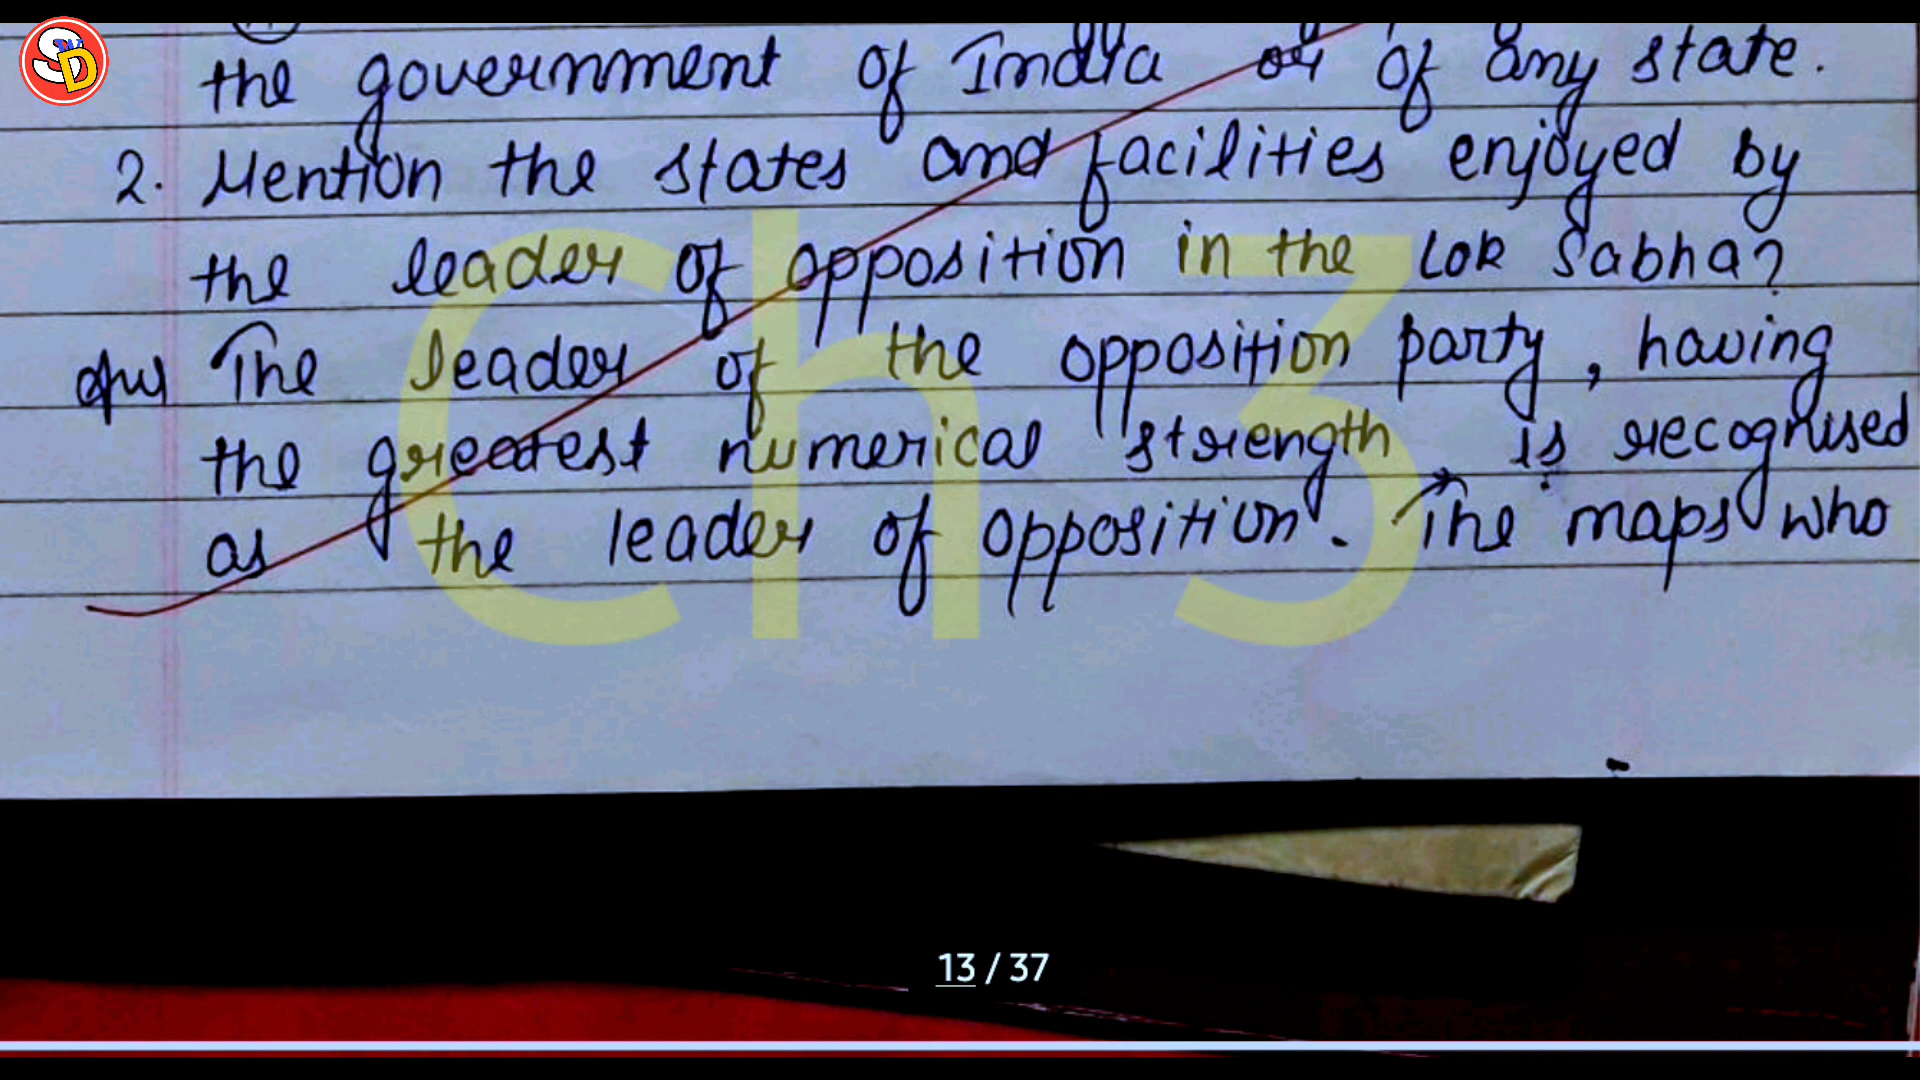 the government of India or of any state.
2. Mention the states and facilities enjoyed by
the leader of opposition in the Lok Sabha?
Ans The leader of the opposition party, having
the greatest numerical strength is recognised
as the leader of opposition. The maps who
Ch 3
13 / 37